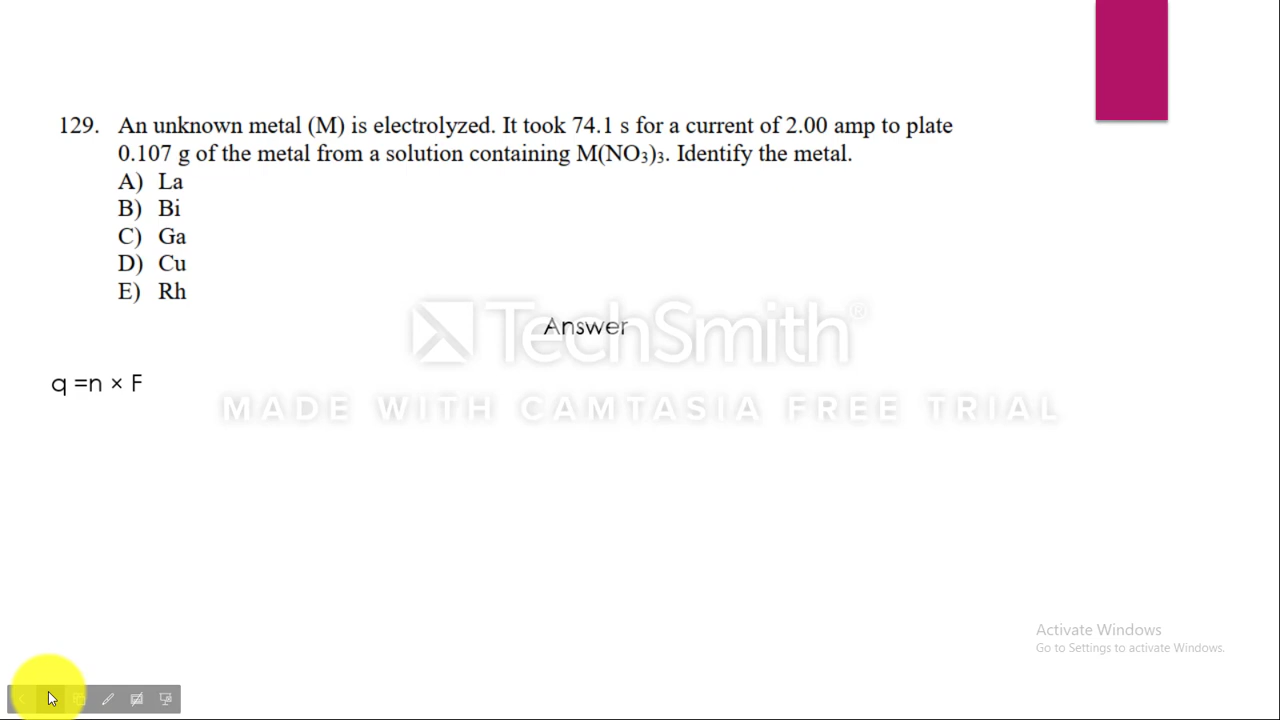 129. An unknown metal (M) is electrolyzed. It took 74.1 s for a current of 2.00 amp to plate
0.107 g of the metal from a solution containing M(NO₃)₃. Identify the metal.
A) La
B) Bi
C) Ga
D) Cu
E) Rh
TechSmith®
Answer
q =n × F
MADE WITH CAMTASIA FREE TRIAL
Activate Windows
Go to Settings to activate Windows.